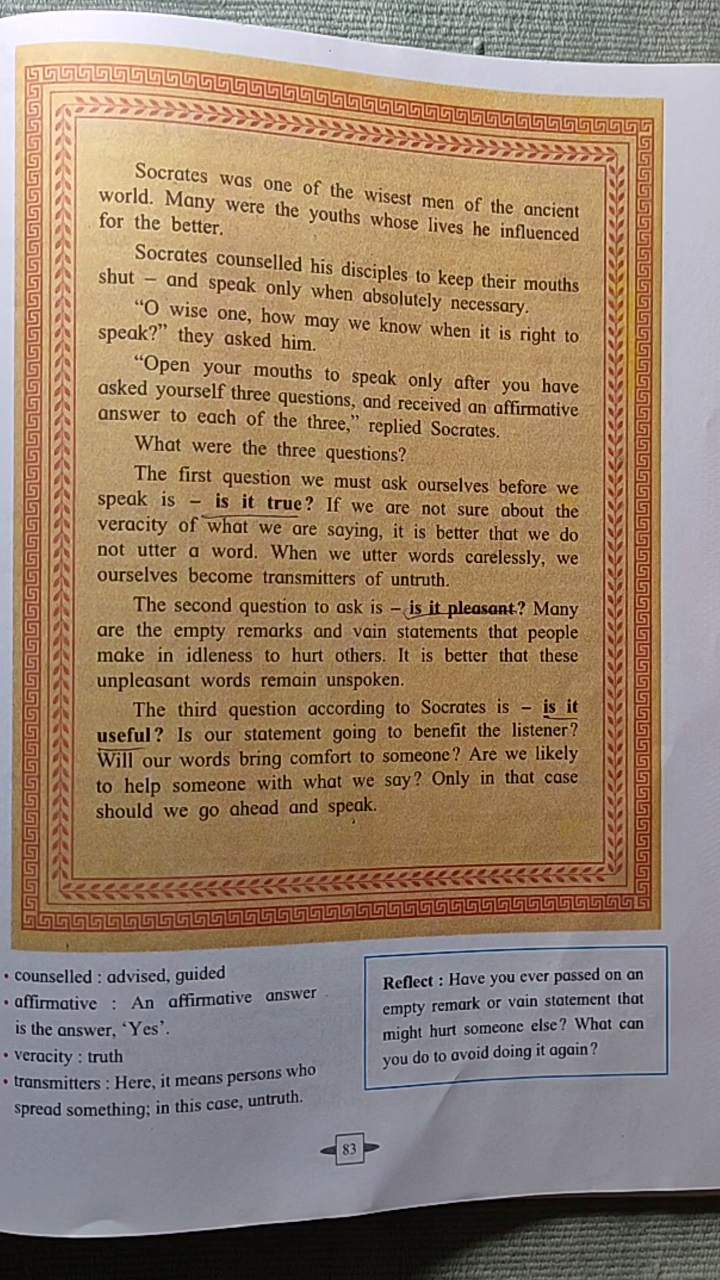 Socrates was one of the wisest men of the ancient
world. Many were the youths whose lives he influenced
for the better.
Socrates counselled his disciples to keep their mouths
shut – and speak only when absolutely necessary.
“O wise one, how may we know when it is right to
speak?” they asked him.
“Open your mouths to speak only after you have
asked yourself three questions, and received an affirmative
answer to each of the three,” replied Socrates.
What were the three questions?
The first question we must ask ourselves before we
speak is – is it true? If we are not sure about the
veracity of what we are saying, it is better that we do
not utter a word. When we utter words carelessly, we
ourselves become transmitters of untruth.
The second question to ask is – is it pleasant? Many
are the empty remarks and vain statements that people
make in idleness to hurt others. It is better that these
unpleasant words remain unspoken.
The third question according to Socrates is – is it
useful? Is our statement going to benefit the listener?
Will our words bring comfort to someone? Are we likely
to help someone with what we say? Only in that case
should we go ahead and speak.
• counselled : advised, guided
• affirmative : An affirmative answer
is the answer, ‘Yes’.
• veracity : truth
• transmitters : Here, it means persons who
spread something; in this case, untruth.
Reflect : Have you ever passed on an
empty remark or vain statement that
might hurt someone else? What can
you do to avoid doing it again?
83